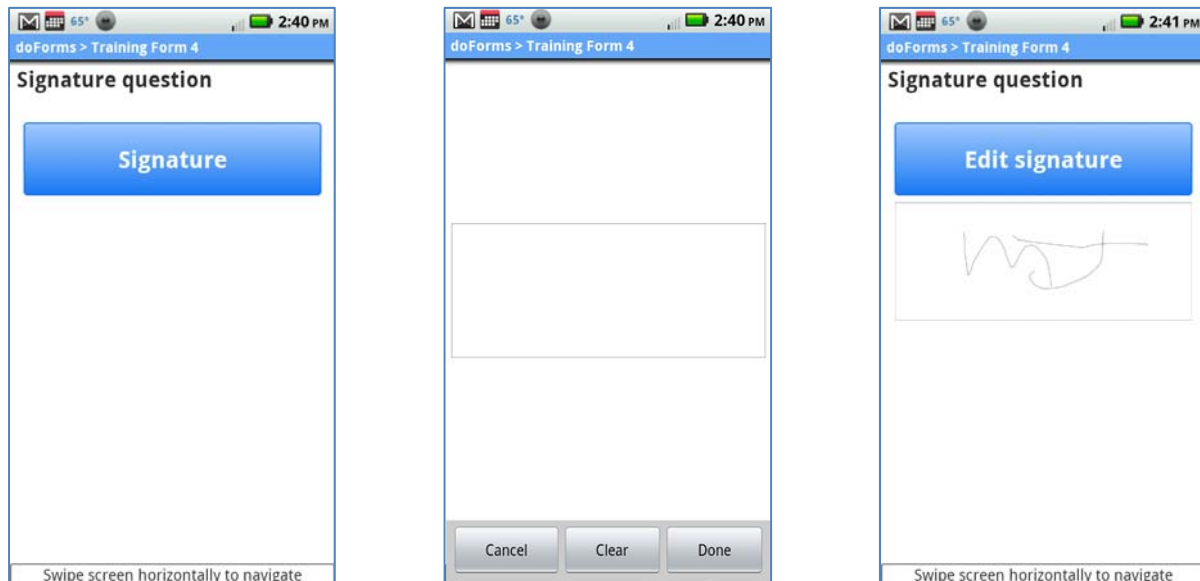 65° 2:40 PM
doForms > Training Form 4
Signature question
Signature
Swipe screen horizontally to navigate
65° 2:40 PM
doForms > Training Form 4
Cancel Clear Done
65° 2:41 PM
doForms > Training Form 4
Signature question
Edit signature
Swipe screen horizontally to navigate